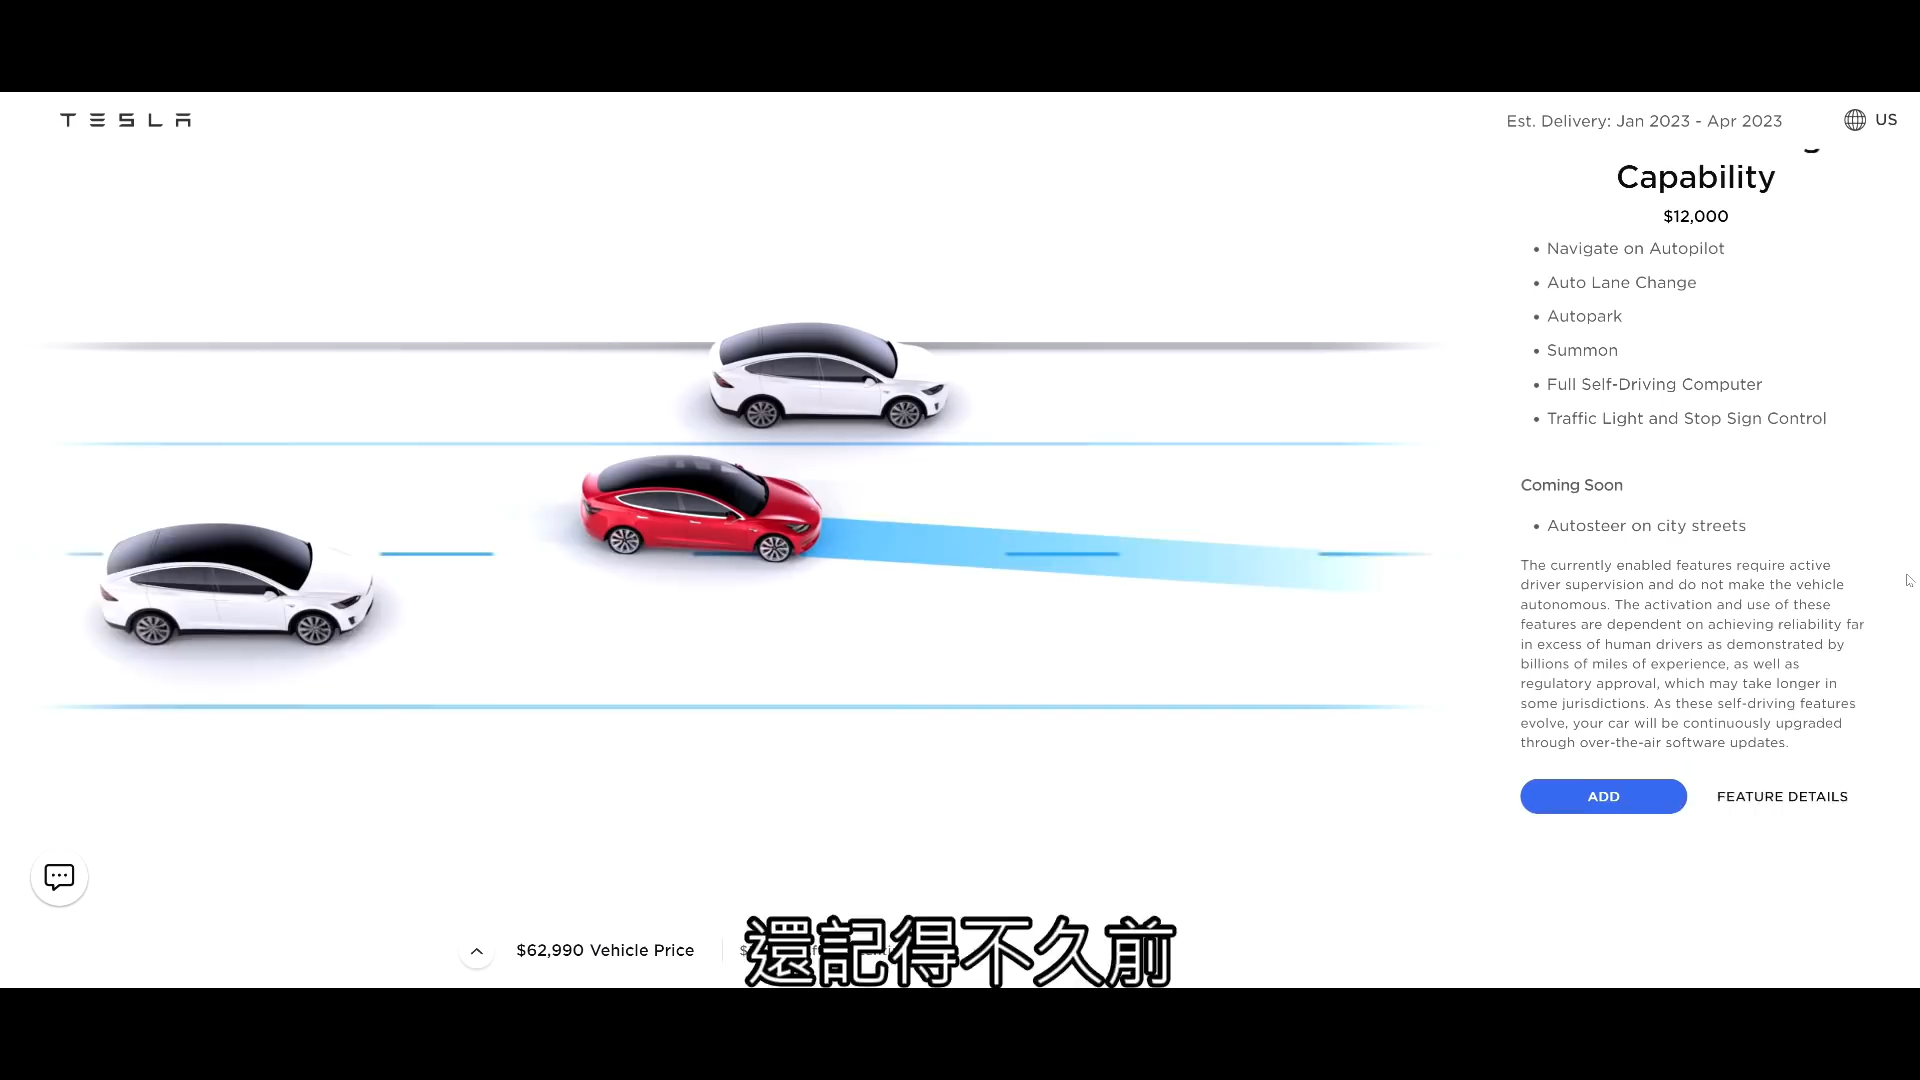 TESLA
Est. Delivery: Jan 2023 - Apr 2023
US
Capability
$12,000
• Navigate on Autopilot
• Auto Lane Change
• Autopark
• Summon
• Full Self-Driving Computer
• Traffic Light and Stop Sign Control
Coming Soon
• Autosteer on city streets
The currently enabled features require active
driver supervision and do not make the vehicle
autonomous. The activation and use of these
features are dependent on achieving reliability far
in excess of human drivers as demonstrated by
billions of miles of experience, as well as
regulatory approval, which may take longer in
some jurisdictions. As these self-driving features
evolve, your car will be continuously upgraded
through over-the-air software updates.
ADD
FEATURE DETAILS
$62,990 Vehicle Price
還記得不久前